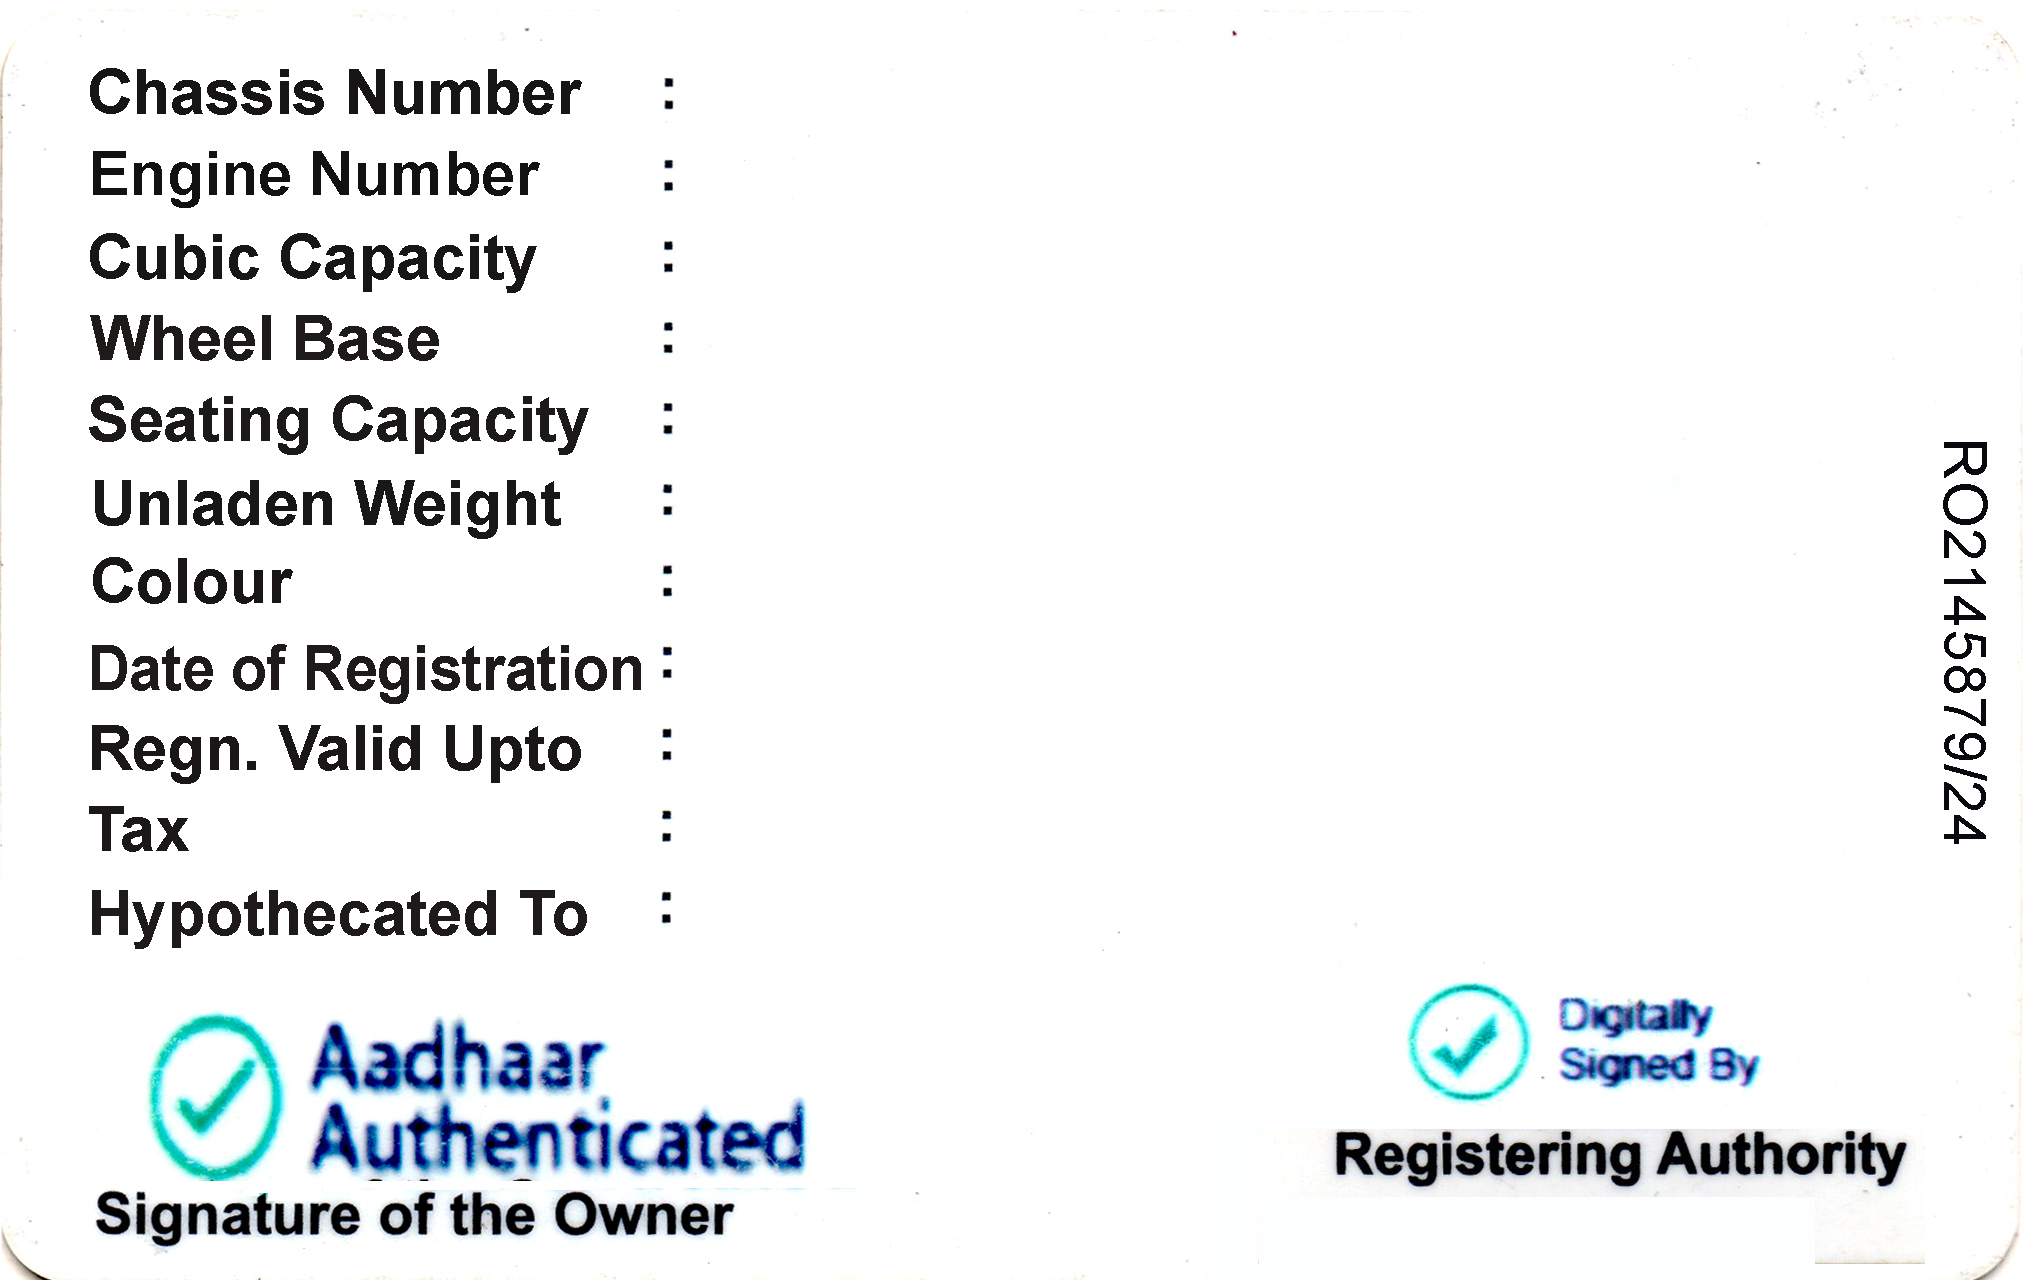 Chassis Number :
Engine Number :
Cubic Capacity :
Wheel Base :
Seating Capacity :
Unladen Weight :
Colour :
Date of Registration :
Regn. Valid Upto :
Tax :
Hypothecated To :
RO2145879/24
Aadhaar
Authenticated
Signature of the Owner
Digitally
Signed By
Registering Authority